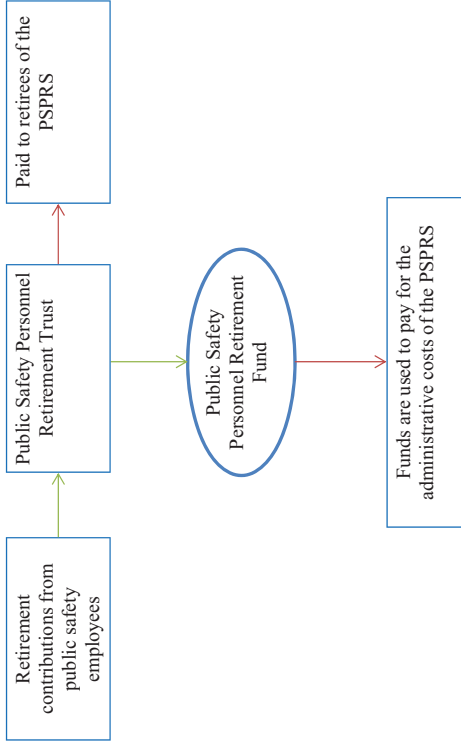 Retirement
contributions from
public safety
employees
Public Safety Personnel
Retirement Trust
Paid to retirees of the
PSPRS
Public Safety
Personnel Retirement
Fund
Funds are used to pay for the
administrative costs of the PSPRS